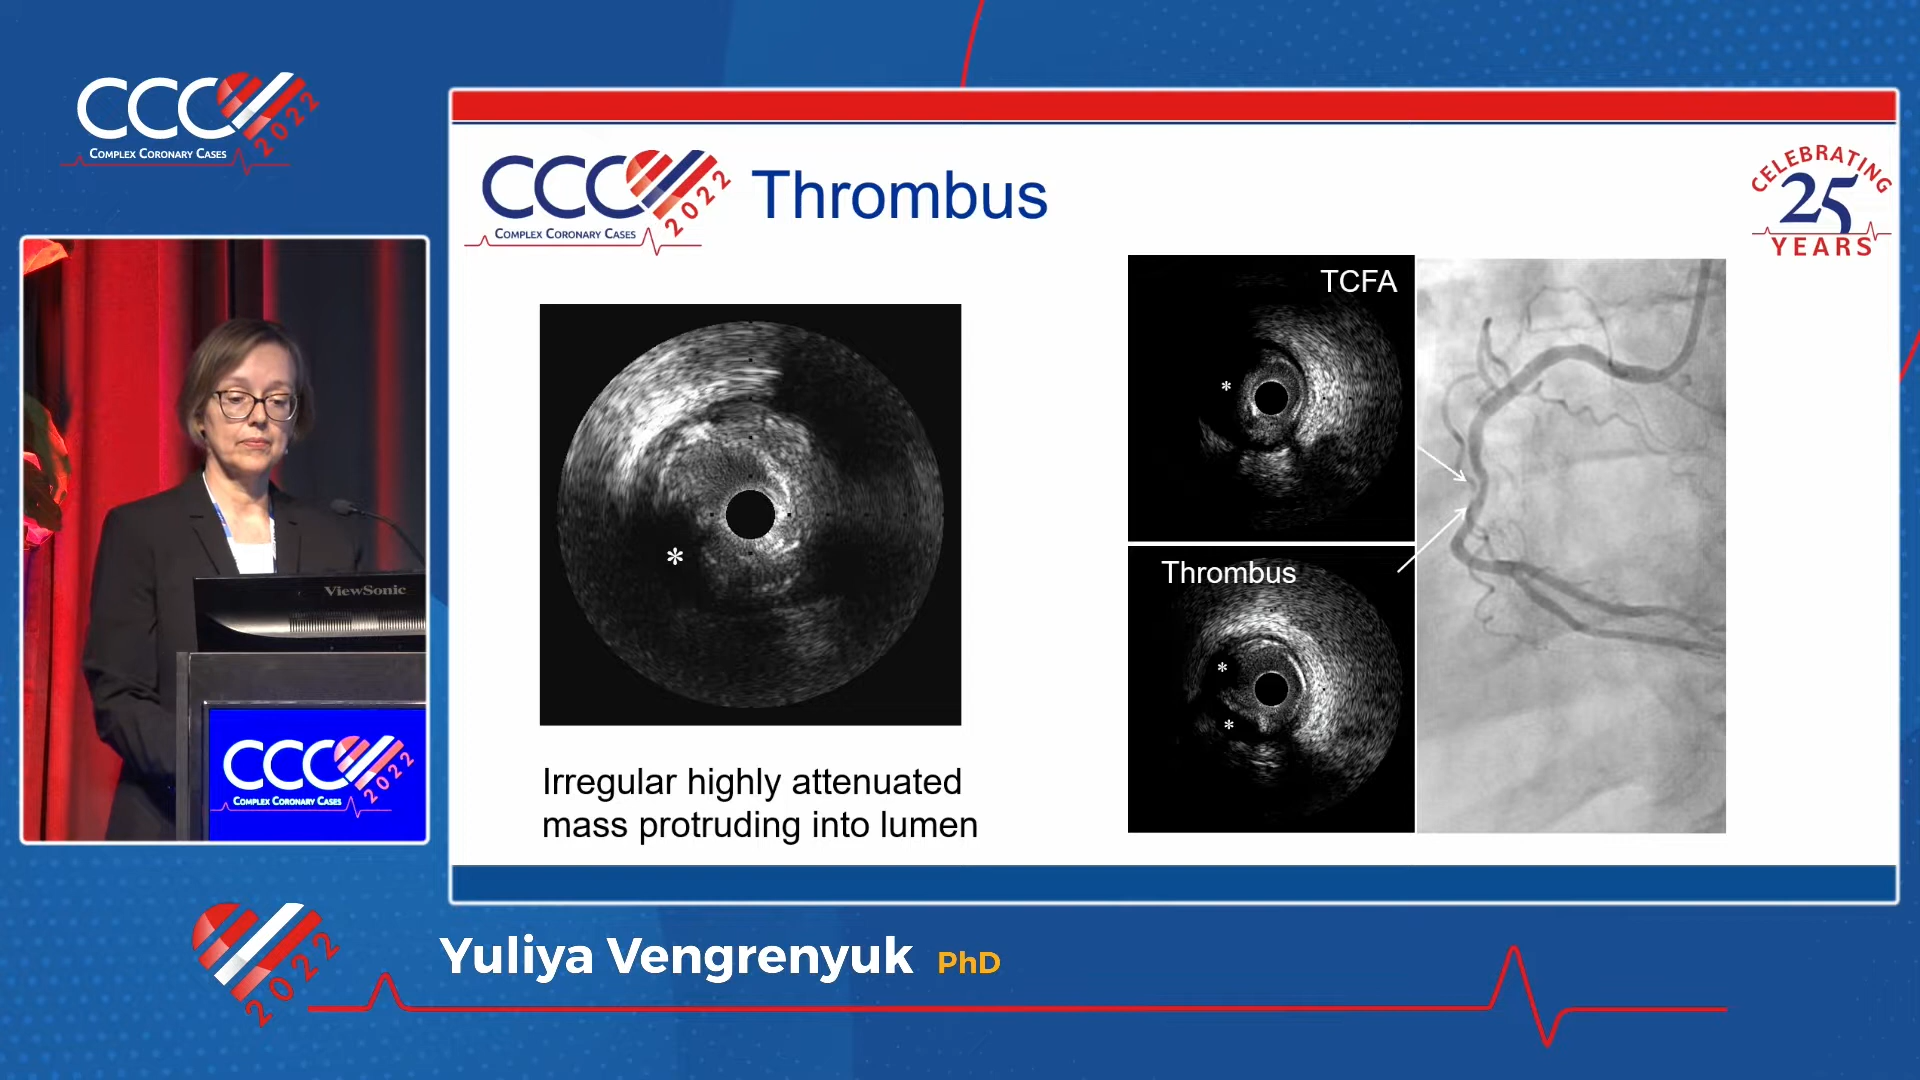 CCC 2022
COMPLEX CORONARY CASES
CCC 2022
COMPLEX CORONARY CASES
Thrombus
CELEBRATING
25
YEARS
TCFA
*
Thrombus
*
*
*
Irregular highly attenuated
mass protruding into lumen
ViewSonic
CCC 2022
COMPLEX CORONARY CASES
2022
Yuliya Vengrenyuk PhD